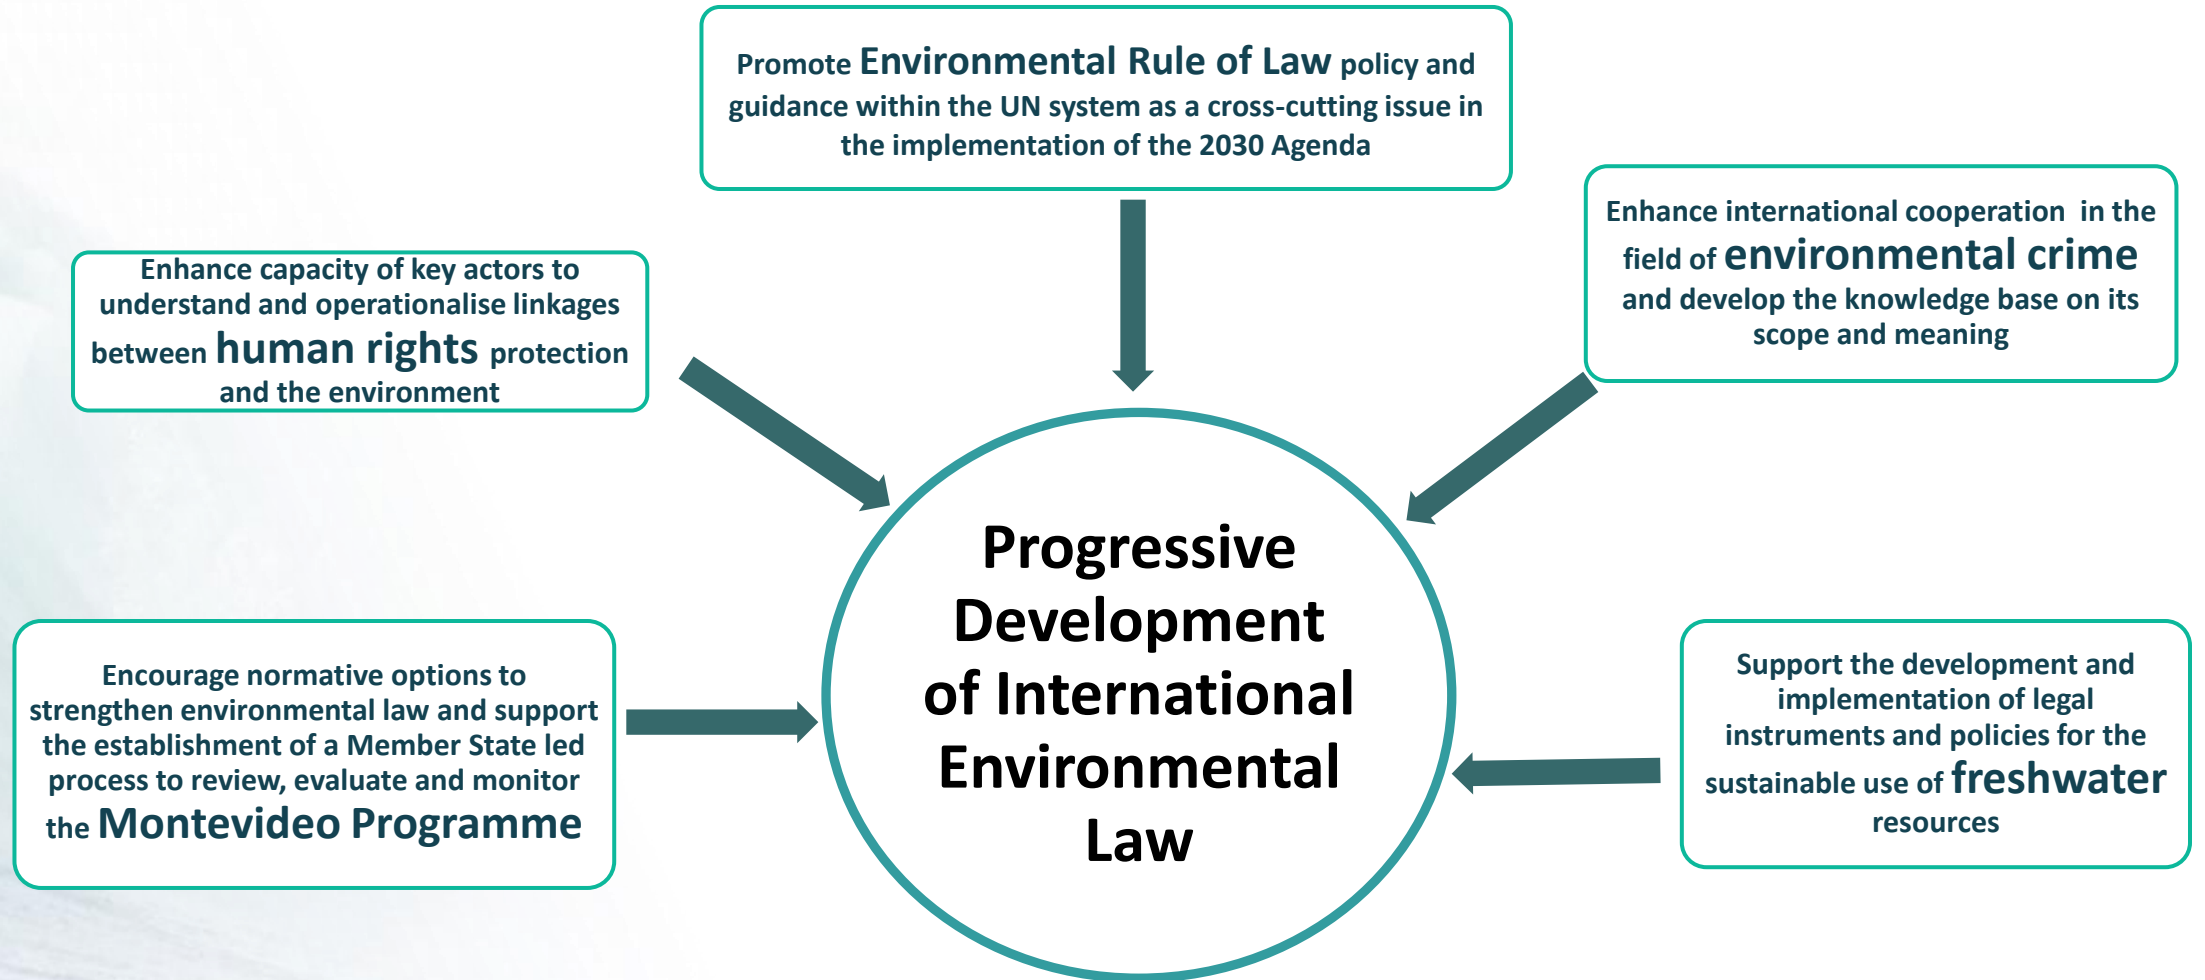 Promote Environmental Rule of Law policy and
guidance within the UN system as a cross-cutting issue in
the implementation of the 2030 Agenda
Enhance international cooperation in the
field of environmental crime
and develop the knowledge base on its
scope and meaning
Enhance capacity of key actors to
understand and operationalise linkages
between human rights protection
and the environment
Progressive
Development
of International
Environmental
Law
Encourage normative options to
strengthen environmental law and support
the establishment of a Member State led
process to review, evaluate and monitor
the Montevideo Programme
Support the development and
implementation of legal
instruments and policies for the
sustainable use of freshwater
resources